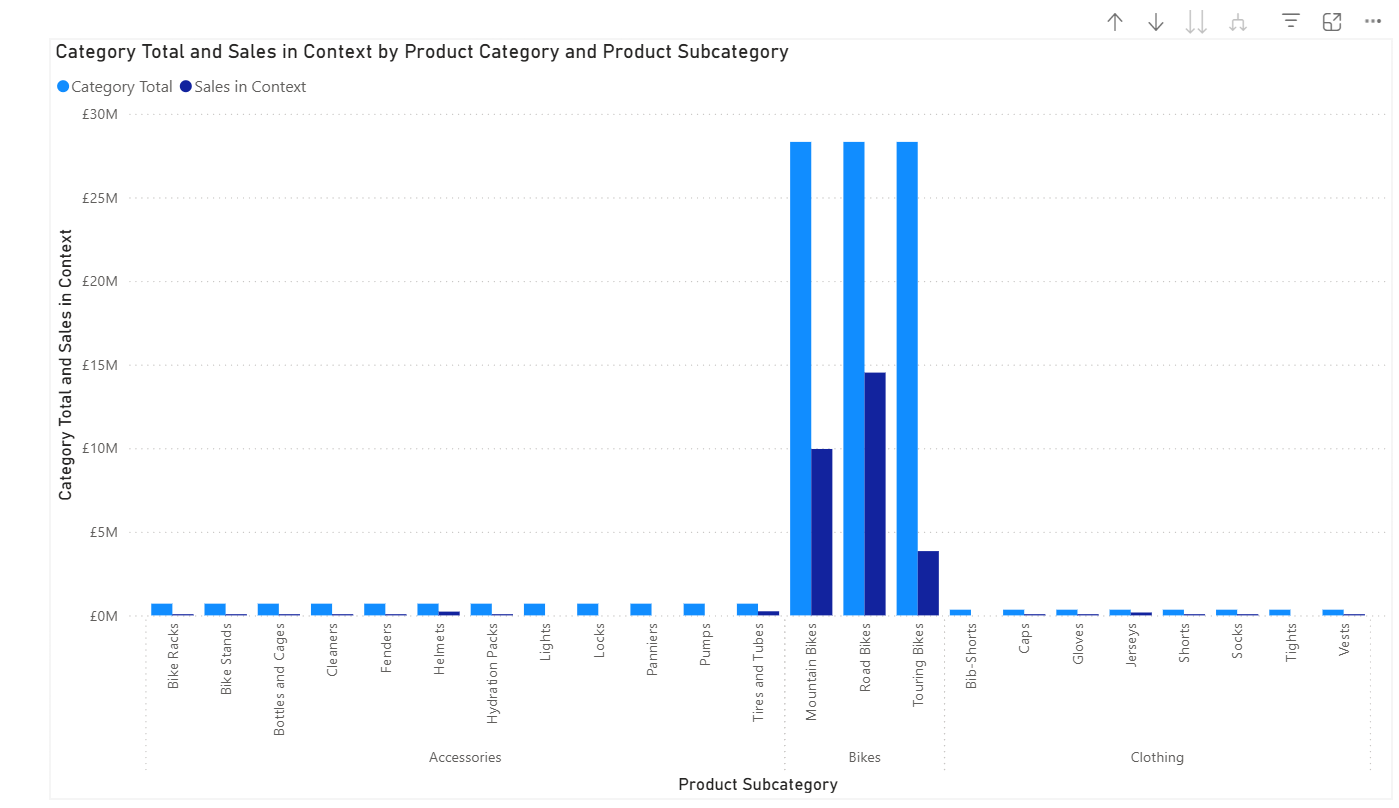 Category Total and Sales in Context by Product Category and Product Subcategory
Category Total
Sales in Context
Category Total and Sales in Context
£30M
£25M
£20M
£15M
£10M
£5M
£0M
Bike Racks
Bike Stands
Bottles and Cages
Cleaners
Fenders
Helmets
Hydration Packs
Lights
Locks
Panniers
Pumps
Tires and Tubes
Mountain Bikes
Road Bikes
Touring Bikes
Bib-Shorts
Caps
Gloves
Jerseys
Shorts
Socks
Tights
Vests
Accessories
Bikes
Clothing
Product Subcategory